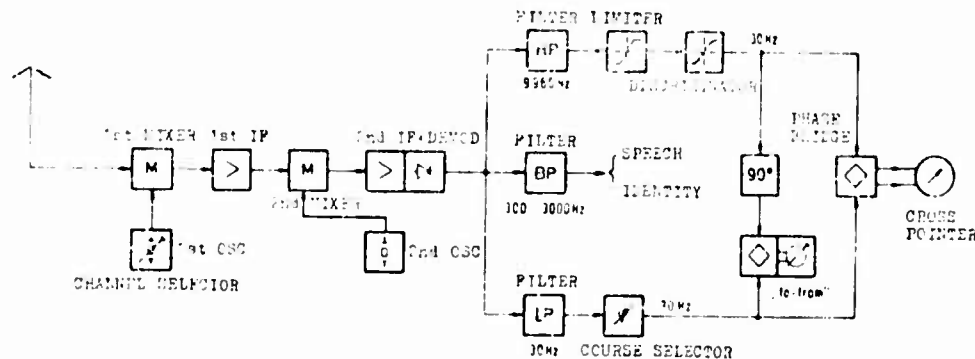 FILTER LIMITER
HP
9960Hz
30Hz
DISCRIMINATOR
1st MIXER 1st IF
2nd IF+DEMOD
FILTER
SPEECH
IDENTITY
PHASE
BRIDGE
M
>
M
>
BP
90°
300 3000Hz
2nd MIXER
CROSS
POINTER
1st OSC
2nd OSC
CHANNEL SELECTOR
"to-from"
FILTER
30Hz
LP
30Hz
COURSE SELECTOR